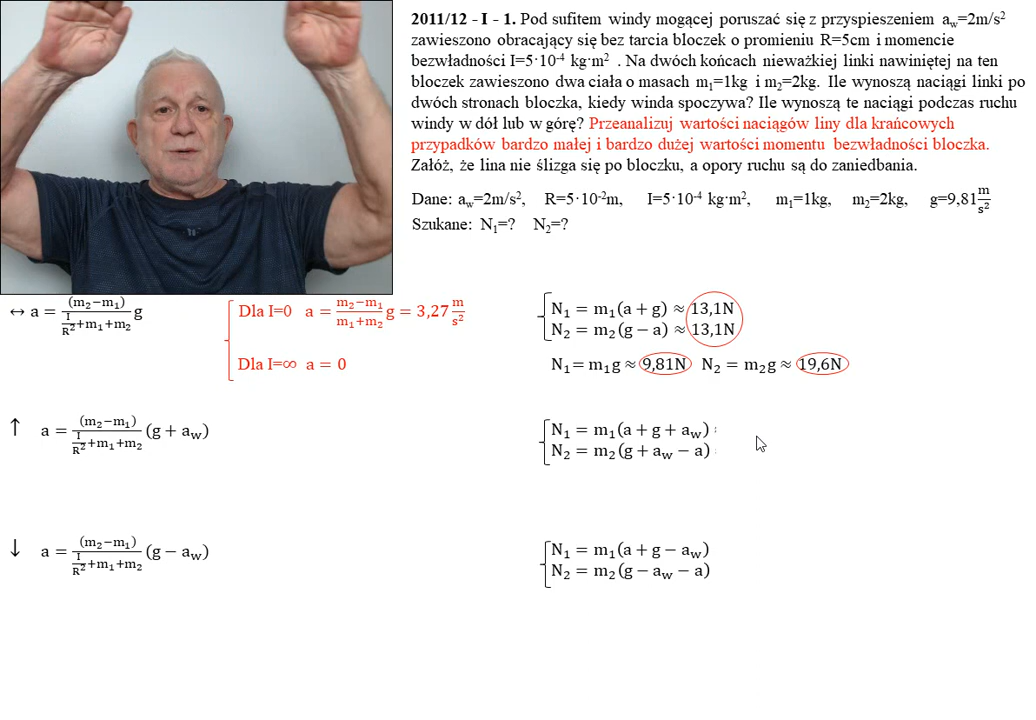 2011/12 - I - 1. Pod sufitem windy mogącej poruszać się z przyspieszeniem a_w=2m/s²
zawieszono obracający się bez tarcia bloczek o promieniu R=5cm i momencie
bezwładności I=5·10⁻⁴ kg·m² . Na dwóch końcach nieważkiej linki nawiniętej na ten
bloczek zawieszono dwa ciała o masach m₁=1kg i m₂=2kg. Ile wynoszą naciągi linki po
dwóch stronach bloczka, kiedy winda spoczywa? Ile wynoszą te naciągi podczas ruchu
windy w dół lub w górę? Przeanalizuj wartości naciągów liny dla krańcowych
przypadków bardzo małej i bardzo dużej wartości momentu bezwładności bloczka.
Załóż, że lina nie ślizga się po bloczku, a opory ruchu są do zaniedbania.
Dane: a_w=2m/s², R=5·10⁻²m, I=5·10⁻⁴ kg·m², m₁=1kg, m₂=2kg, g=9,81 m/s²
Szukane: N₁=? N₂=?
↔ a = (m₂−m₁)/(I/R²+m₁+m₂) g
Dla I=0 a = (m₂−m₁)/(m₁+m₂) g = 3,27 m/s²
Dla I=∞ a = 0
N₁ = m₁(a + g) ≈ 13,1N
N₂ = m₂(g − a) ≈ 13,1N
N₁= m₁g ≈ 9,81N N₂ = m₂g ≈ 19,6N
↑ a = (m₂−m₁)/(I/R²+m₁+m₂) (g + a_w)
N₁ = m₁(a + g + a_w)
N₂ = m₂(g + a_w − a)
↓ a = (m₂−m₁)/(I/R²+m₁+m₂) (g − a_w)
N₁ = m₁(a + g − a_w)
N₂ = m₂(g − a_w − a)